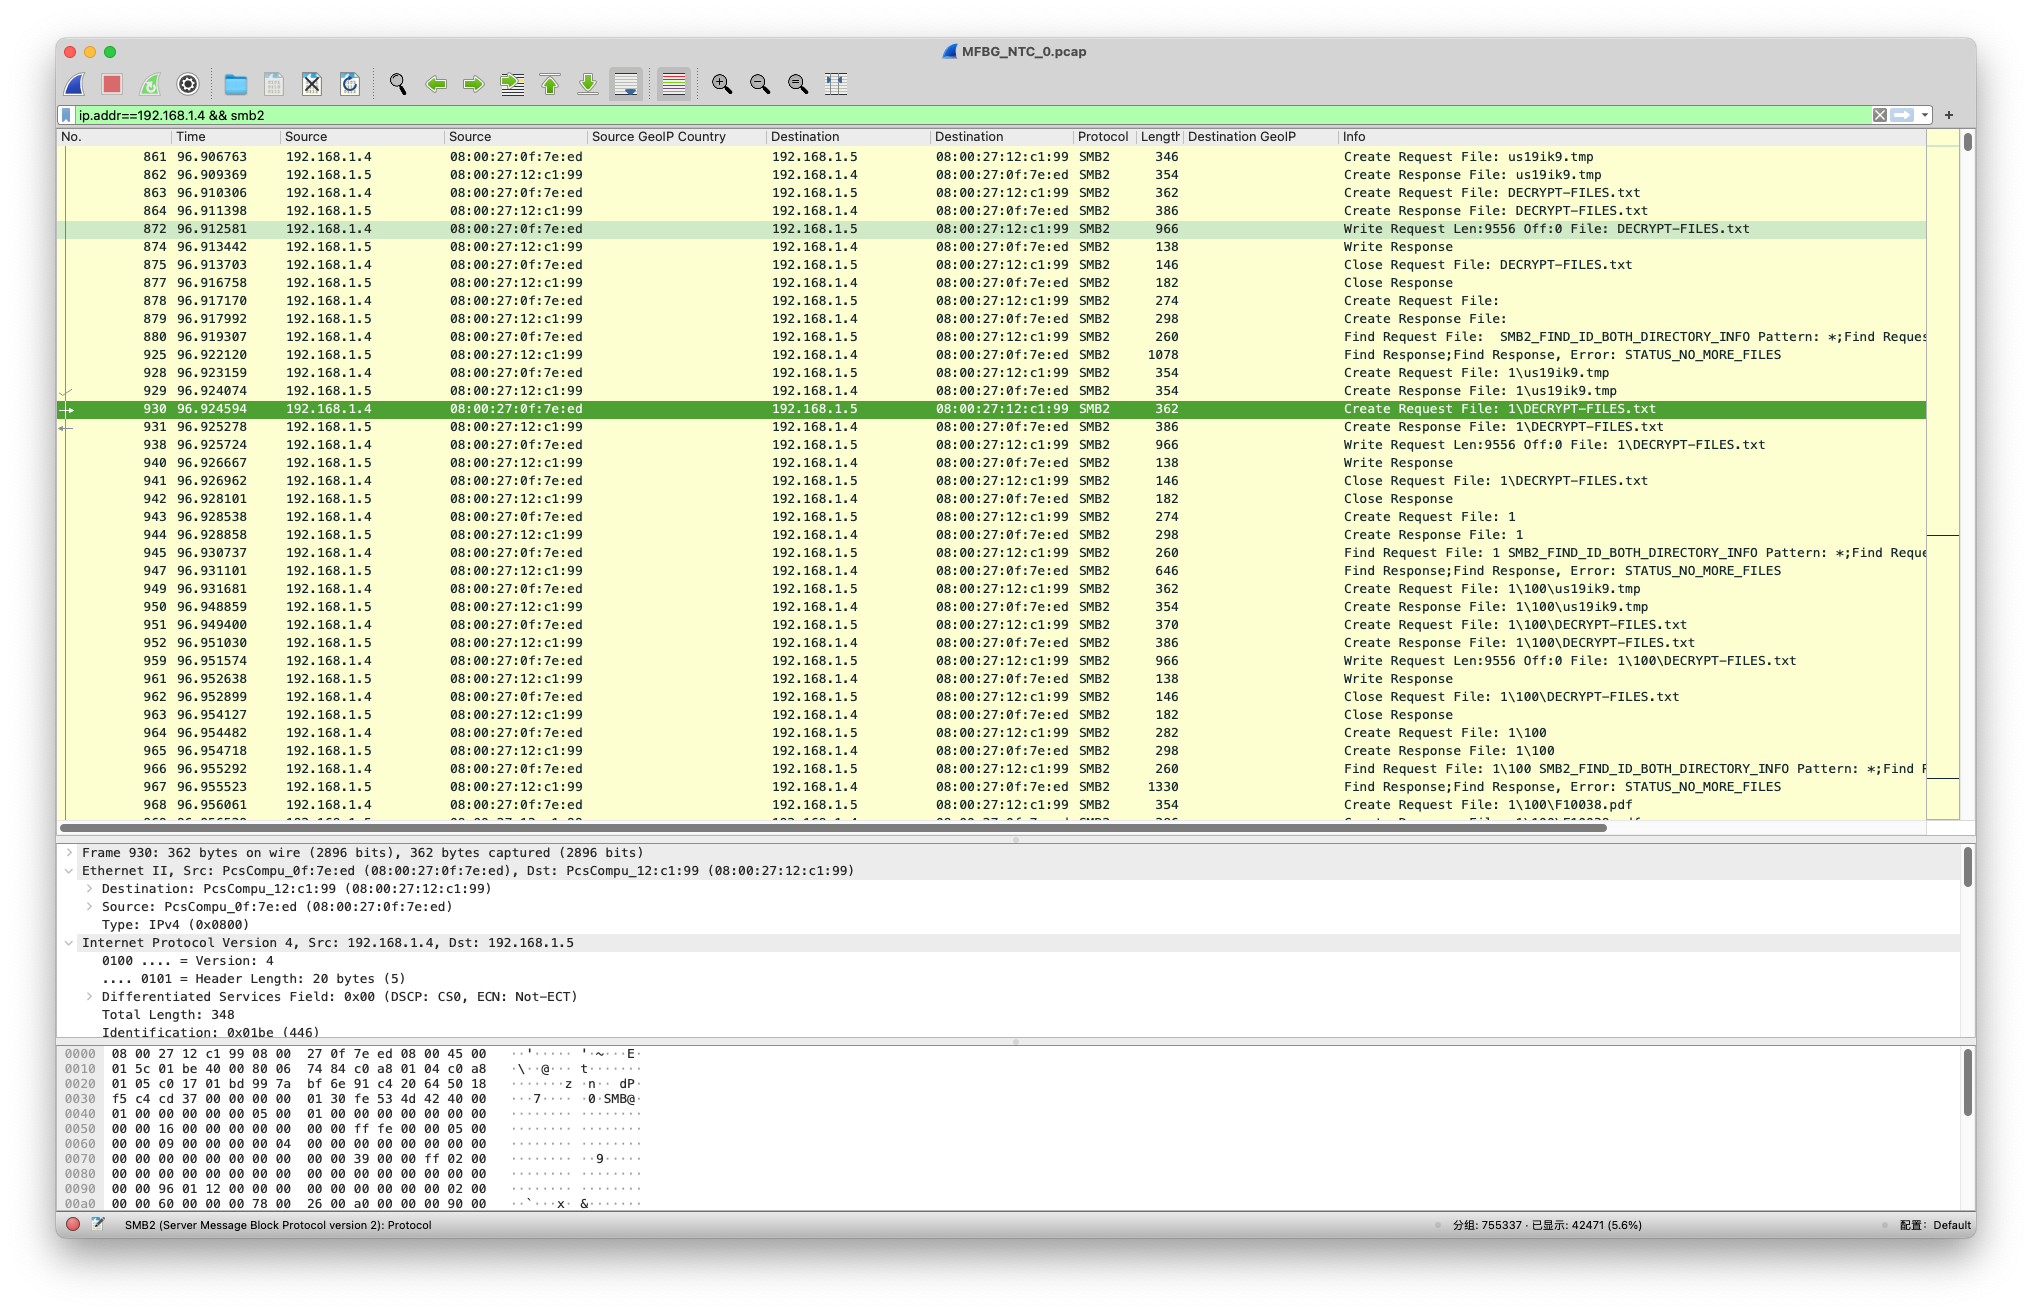 MFBG_NTC_0.pcap
ip.addr==192.168.1.4 && smb2
No. Time Source Source Source GeoIP Country Destination Destination Protocol Length Destination GeoIP Info
861 96.906763 192.168.1.4 08:00:27:0f:7e:ed 192.168.1.5 08:00:27:12:c1:99 SMB2 346 Create Request File: us19ik9.tmp
862 96.909369 192.168.1.5 08:00:27:12:c1:99 192.168.1.4 08:00:27:0f:7e:ed SMB2 354 Create Response File: us19ik9.tmp
863 96.910306 192.168.1.4 08:00:27:0f:7e:ed 192.168.1.5 08:00:27:12:c1:99 SMB2 362 Create Request File: DECRYPT-FILES.txt
864 96.911398 192.168.1.5 08:00:27:12:c1:99 192.168.1.4 08:00:27:0f:7e:ed SMB2 386 Create Response File: DECRYPT-FILES.txt
872 96.912581 192.168.1.4 08:00:27:0f:7e:ed 192.168.1.5 08:00:27:12:c1:99 SMB2 966 Write Request Len:9556 Off:0 File: DECRYPT-FILES.txt
874 96.913442 192.168.1.5 08:00:27:12:c1:99 192.168.1.4 08:00:27:0f:7e:ed SMB2 138 Write Response
875 96.913703 192.168.1.4 08:00:27:0f:7e:ed 192.168.1.5 08:00:27:12:c1:99 SMB2 146 Close Request File: DECRYPT-FILES.txt
877 96.916758 192.168.1.5 08:00:27:12:c1:99 192.168.1.4 08:00:27:0f:7e:ed SMB2 182 Close Response
878 96.917170 192.168.1.4 08:00:27:0f:7e:ed 192.168.1.5 08:00:27:12:c1:99 SMB2 274 Create Request File:
879 96.917992 192.168.1.5 08:00:27:12:c1:99 192.168.1.4 08:00:27:0f:7e:ed SMB2 298 Create Response File:
880 96.919307 192.168.1.4 08:00:27:0f:7e:ed 192.168.1.5 08:00:27:12:c1:99 SMB2 260 Find Request File: SMB2_FIND_ID_BOTH_DIRECTORY_INFO Pattern: *;Find Reques
925 96.922120 192.168.1.5 08:00:27:12:c1:99 192.168.1.4 08:00:27:0f:7e:ed SMB2 1078 Find Response;Find Response, Error: STATUS_NO_MORE_FILES
928 96.923159 192.168.1.4 08:00:27:0f:7e:ed 192.168.1.5 08:00:27:12:c1:99 SMB2 354 Create Request File: 1\us19ik9.tmp
929 96.924074 192.168.1.5 08:00:27:12:c1:99 192.168.1.4 08:00:27:0f:7e:ed SMB2 354 Create Response File: 1\us19ik9.tmp
930 96.924594 192.168.1.4 08:00:27:0f:7e:ed 192.168.1.5 08:00:27:12:c1:99 SMB2 362 Create Request File: 1\DECRYPT-FILES.txt
931 96.925278 192.168.1.5 08:00:27:12:c1:99 192.168.1.4 08:00:27:0f:7e:ed SMB2 386 Create Response File: 1\DECRYPT-FILES.txt
938 96.925724 192.168.1.4 08:00:27:0f:7e:ed 192.168.1.5 08:00:27:12:c1:99 SMB2 966 Write Request Len:9556 Off:0 File: 1\DECRYPT-FILES.txt
940 96.926667 192.168.1.5 08:00:27:12:c1:99 192.168.1.4 08:00:27:0f:7e:ed SMB2 138 Write Response
941 96.926962 192.168.1.4 08:00:27:0f:7e:ed 192.168.1.5 08:00:27:12:c1:99 SMB2 146 Close Request File: 1\DECRYPT-FILES.txt
942 96.928101 192.168.1.5 08:00:27:12:c1:99 192.168.1.4 08:00:27:0f:7e:ed SMB2 182 Close Response
943 96.928538 192.168.1.4 08:00:27:0f:7e:ed 192.168.1.5 08:00:27:12:c1:99 SMB2 274 Create Request File: 1
944 96.928858 192.168.1.5 08:00:27:12:c1:99 192.168.1.4 08:00:27:0f:7e:ed SMB2 298 Create Response File: 1
945 96.930737 192.168.1.4 08:00:27:0f:7e:ed 192.168.1.5 08:00:27:12:c1:99 SMB2 260 Find Request File: 1 SMB2_FIND_ID_BOTH_DIRECTORY_INFO Pattern: *;Find Reque
947 96.931101 192.168.1.5 08:00:27:12:c1:99 192.168.1.4 08:00:27:0f:7e:ed SMB2 646 Find Response;Find Response, Error: STATUS_NO_MORE_FILES
949 96.931681 192.168.1.4 08:00:27:0f:7e:ed 192.168.1.5 08:00:27:12:c1:99 SMB2 362 Create Request File: 1\100\us19ik9.tmp
950 96.948859 192.168.1.5 08:00:27:12:c1:99 192.168.1.4 08:00:27:0f:7e:ed SMB2 354 Create Response File: 1\100\us19ik9.tmp
951 96.949400 192.168.1.4 08:00:27:0f:7e:ed 192.168.1.5 08:00:27:12:c1:99 SMB2 370 Create Request File: 1\100\DECRYPT-FILES.txt
952 96.951030 192.168.1.5 08:00:27:12:c1:99 192.168.1.4 08:00:27:0f:7e:ed SMB2 386 Create Response File: 1\100\DECRYPT-FILES.txt
959 96.951574 192.168.1.4 08:00:27:0f:7e:ed 192.168.1.5 08:00:27:12:c1:99 SMB2 966 Write Request Len:9556 Off:0 File: 1\100\DECRYPT-FILES.txt
961 96.952638 192.168.1.5 08:00:27:12:c1:99 192.168.1.4 08:00:27:0f:7e:ed SMB2 138 Write Response
962 96.952899 192.168.1.4 08:00:27:0f:7e:ed 192.168.1.5 08:00:27:12:c1:99 SMB2 146 Close Request File: 1\100\DECRYPT-FILES.txt
963 96.954127 192.168.1.5 08:00:27:12:c1:99 192.168.1.4 08:00:27:0f:7e:ed SMB2 182 Close Response
964 96.954482 192.168.1.4 08:00:27:0f:7e:ed 192.168.1.5 08:00:27:12:c1:99 SMB2 282 Create Request File: 1\100
965 96.954718 192.168.1.5 08:00:27:12:c1:99 192.168.1.4 08:00:27:0f:7e:ed SMB2 298 Create Response File: 1\100
966 96.955292 192.168.1.4 08:00:27:0f:7e:ed 192.168.1.5 08:00:27:12:c1:99 SMB2 260 Find Request File: 1\100 SMB2_FIND_ID_BOTH_DIRECTORY_INFO Pattern: *;Find F
967 96.955523 192.168.1.5 08:00:27:12:c1:99 192.168.1.4 08:00:27:0f:7e:ed SMB2 1330 Find Response;Find Response, Error: STATUS_NO_MORE_FILES
968 96.956061 192.168.1.4 08:00:27:0f:7e:ed 192.168.1.5 08:00:27:12:c1:99 SMB2 354 Create Request File: 1\100\F10038.pdf
Frame 930: 362 bytes on wire (2896 bits), 362 bytes captured (2896 bits)
Ethernet II, Src: PcsCompu_0f:7e:ed (08:00:27:0f:7e:ed), Dst: PcsCompu_12:c1:99 (08:00:27:12:c1:99)
Destination: PcsCompu_12:c1:99 (08:00:27:12:c1:99)
Source: PcsCompu_0f:7e:ed (08:00:27:0f:7e:ed)
Type: IPv4 (0x0800)
Internet Protocol Version 4, Src: 192.168.1.4, Dst: 192.168.1.5
0100 .... = Version: 4
.... 0101 = Header Length: 20 bytes (5)
Differentiated Services Field: 0x00 (DSCP: CS0, ECN: Not-ECT)
Total Length: 348
Identification: 0x01be (446)
0000 08 00 27 12 c1 99 08 00 27 0f 7e ed 08 00 45 00 ··'····· '·~···E·
0010 01 5c 01 be 40 00 80 06 74 84 c0 a8 01 04 c0 a8 ·\··@··· t·······
0020 01 05 c0 17 01 bd 99 7a bf 6e 91 c4 20 64 50 18 ·······z ·n·· dP·
0030 f5 c4 cd 37 00 00 00 00 01 30 fe 53 4d 42 40 00 ···7···· ·0·SMB@·
0040 01 00 00 00 00 00 05 00 01 00 00 00 00 00 00 00 ········ ········
0050 00 00 16 00 00 00 00 00 00 00 ff fe 00 00 05 00 ········ ········
0060 00 00 09 00 00 00 00 04 00 00 00 00 00 00 00 00 ········ ········
0070 00 00 00 00 00 00 00 00 00 00 39 00 00 ff 02 00 ········ ··9·····
0080 00 00 00 00 00 00 00 00 00 00 00 00 00 00 00 00 ········ ········
0090 00 00 96 01 12 00 00 00 00 00 00 00 00 00 02 00 ········ ········
00a0 00 00 60 00 00 00 78 00 26 00 a0 00 00 00 90 00 ··`···x· &·······
SMB2 (Server Message Block Protocol version 2): Protocol 分组: 755337 · 已显示: 42471 (5.6%) 配置: Default